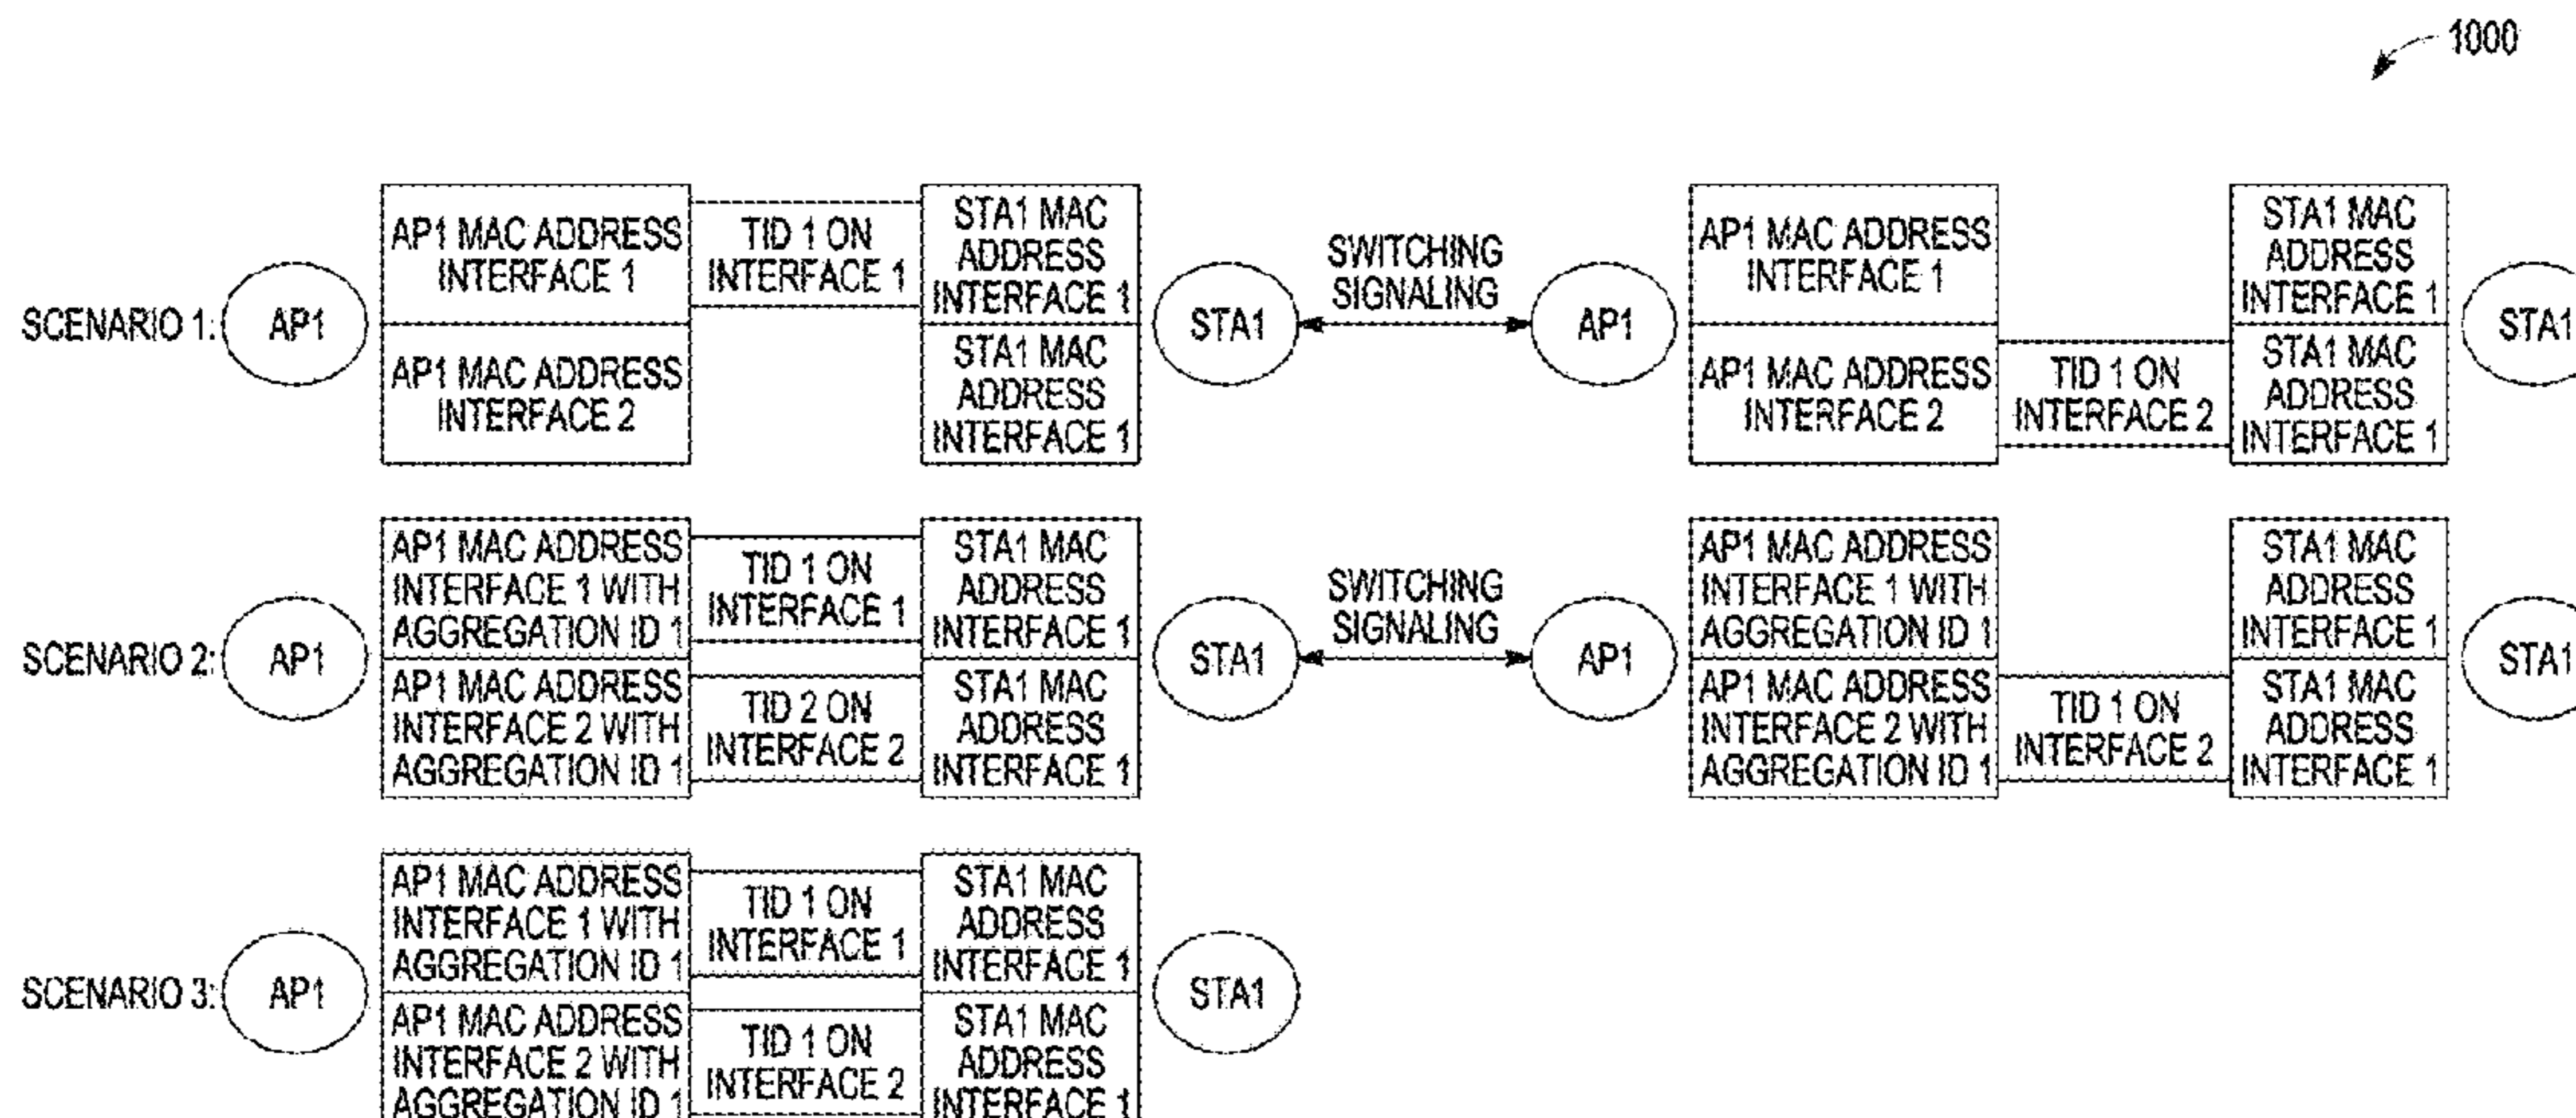 1000
SCENARIO 1:
AP1
AP1 MAC ADDRESS
INTERFACE 1
AP1 MAC ADDRESS
INTERFACE 2
TID 1 ON
INTERFACE 1
STA1 MAC
ADDRESS
INTERFACE 1
STA1 MAC
ADDRESS
INTERFACE 1
STA1
SWITCHING
SIGNALING
AP1
AP1 MAC ADDRESS
INTERFACE 1
AP1 MAC ADDRESS
INTERFACE 2
TID 1 ON
INTERFACE 2
STA1 MAC
ADDRESS
INTERFACE 1
STA1 MAC
ADDRESS
INTERFACE 1
STA1
SCENARIO 2:
AP1
AP1 MAC ADDRESS
INTERFACE 1 WITH
AGGREGATION ID 1
AP1 MAC ADDRESS
INTERFACE 2 WITH
AGGREGATION ID 1
TID 1 ON
INTERFACE 1
TID 2 ON
INTERFACE 2
STA1 MAC
ADDRESS
INTERFACE 1
STA1 MAC
ADDRESS
INTERFACE 1
STA1
SWITCHING
SIGNALING
AP1
AP1 MAC ADDRESS
INTERFACE 1 WITH
AGGREGATION ID 1
AP1 MAC ADDRESS
INTERFACE 2 WITH
AGGREGATION ID 1
TID 1 ON
INTERFACE 2
STA1 MAC
ADDRESS
INTERFACE 1
STA1 MAC
ADDRESS
INTERFACE 1
STA1
SCENARIO 3:
AP1
AP1 MAC ADDRESS
INTERFACE 1 WITH
AGGREGATION ID 1
AP1 MAC ADDRESS
INTERFACE 2 WITH
AGGREGATION ID 1
TID 1 ON
INTERFACE 1
TID 1 ON
INTERFACE 2
STA1 MAC
ADDRESS
INTERFACE 1
STA1 MAC
ADDRESS
INTERFACE 1
STA1